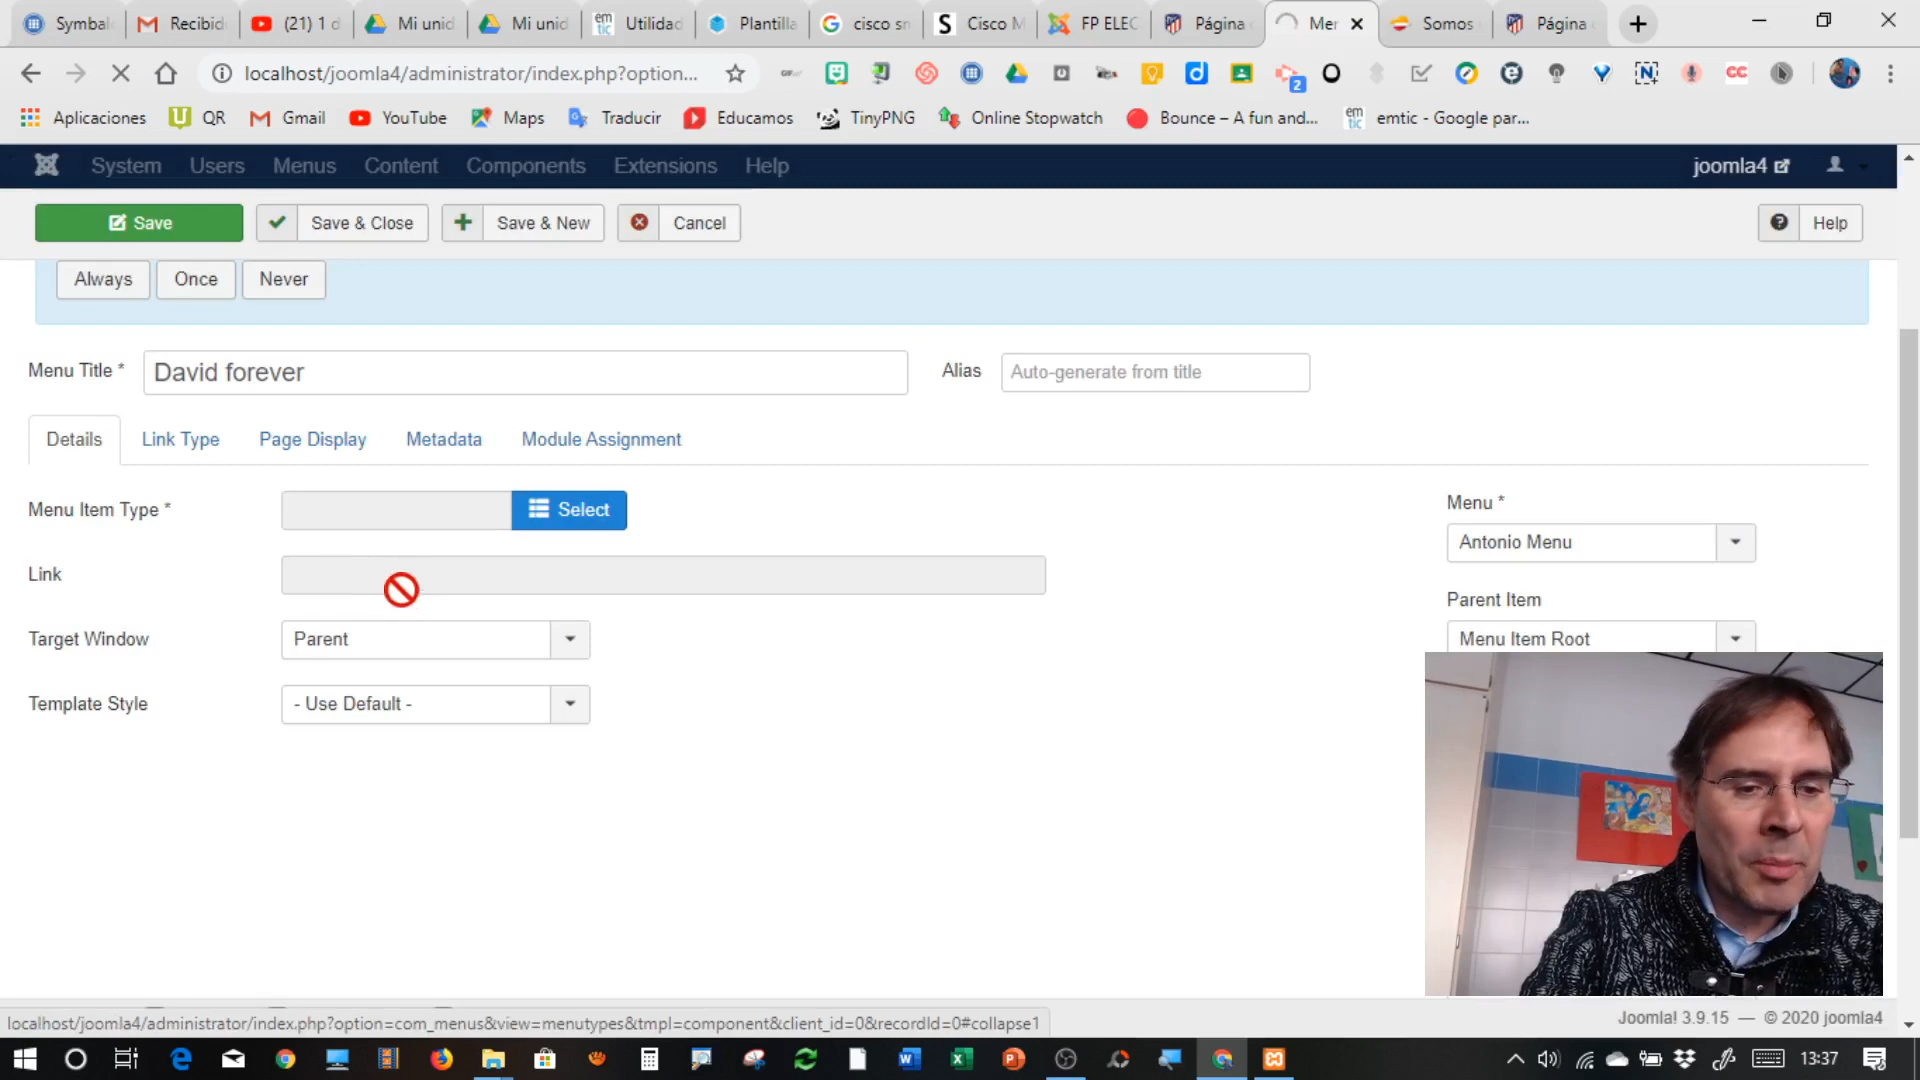 Symbal
Recibid
(21) 1 d
Mi unid
Mi unid
emtic
Utilidad
Plantilla
cisco sn
Cisco M
FP ELEC
Página
Mer
Somos
Página
localhost/joomla4/administrator/index.php?option...
2
CC
Aplicaciones
QR
Gmail
YouTube
Maps
Traducir
Educamos
TinyPNG
Online Stopwatch
Bounce – A fun and...
emtic
emtic - Google par...
System
Users
Menus
Content
Components
Extensions
Help
joomla4
Save
Save & Close
Save & New
Cancel
Help
Always
Once
Never
Menu Title *
David forever
Alias
Auto-generate from title
Details
Link Type
Page Display
Metadata
Module Assignment
Menu Item Type *
Select
Menu *
Antonio Menu
Link
Parent Item
Target Window
Parent
Menu Item Root
Template Style
- Use Default -
localhost/joomla4/administrator/index.php?option=com_menus&view=menutypes&tmpl=component&client_id=0&recordId=0#collapse1
Joomla! 3.9.15 — © 2020 joomla4
13:37